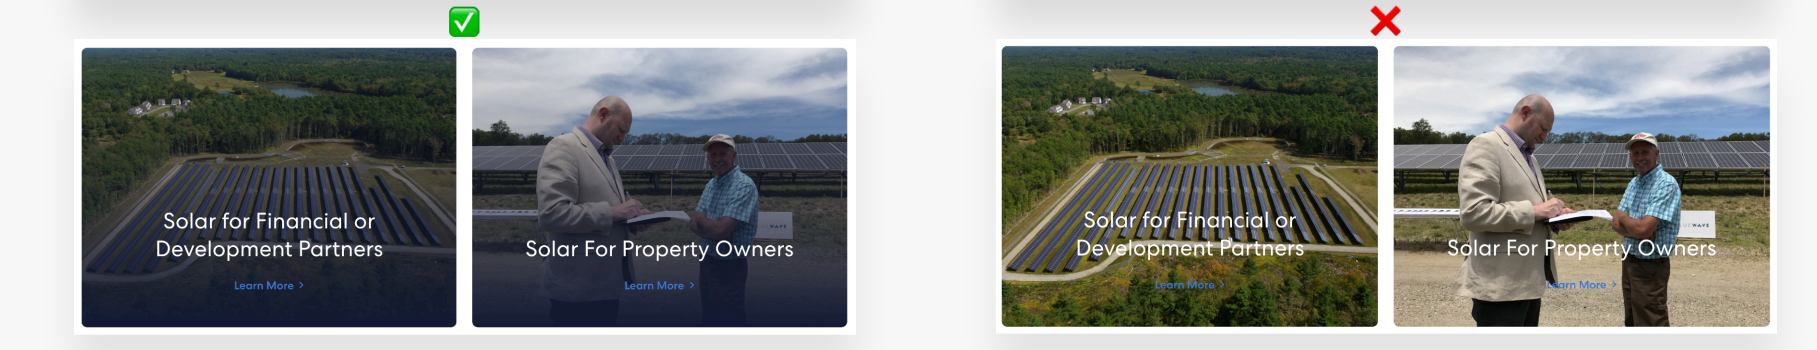 Solar for Financial or
Development Partners
Learn More >
Solar For Property Owners
Learn More >
Solar for Financial or
Development Partners
Learn More >
Solar For Property Owners
Learn More >
WAVE